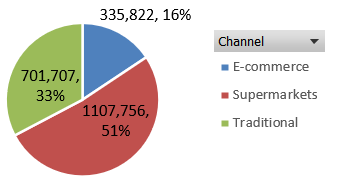 335,822, 16%
Channel
E-commerce
701,707,
33%
Supermarkets
1107,756,
51%
Traditional